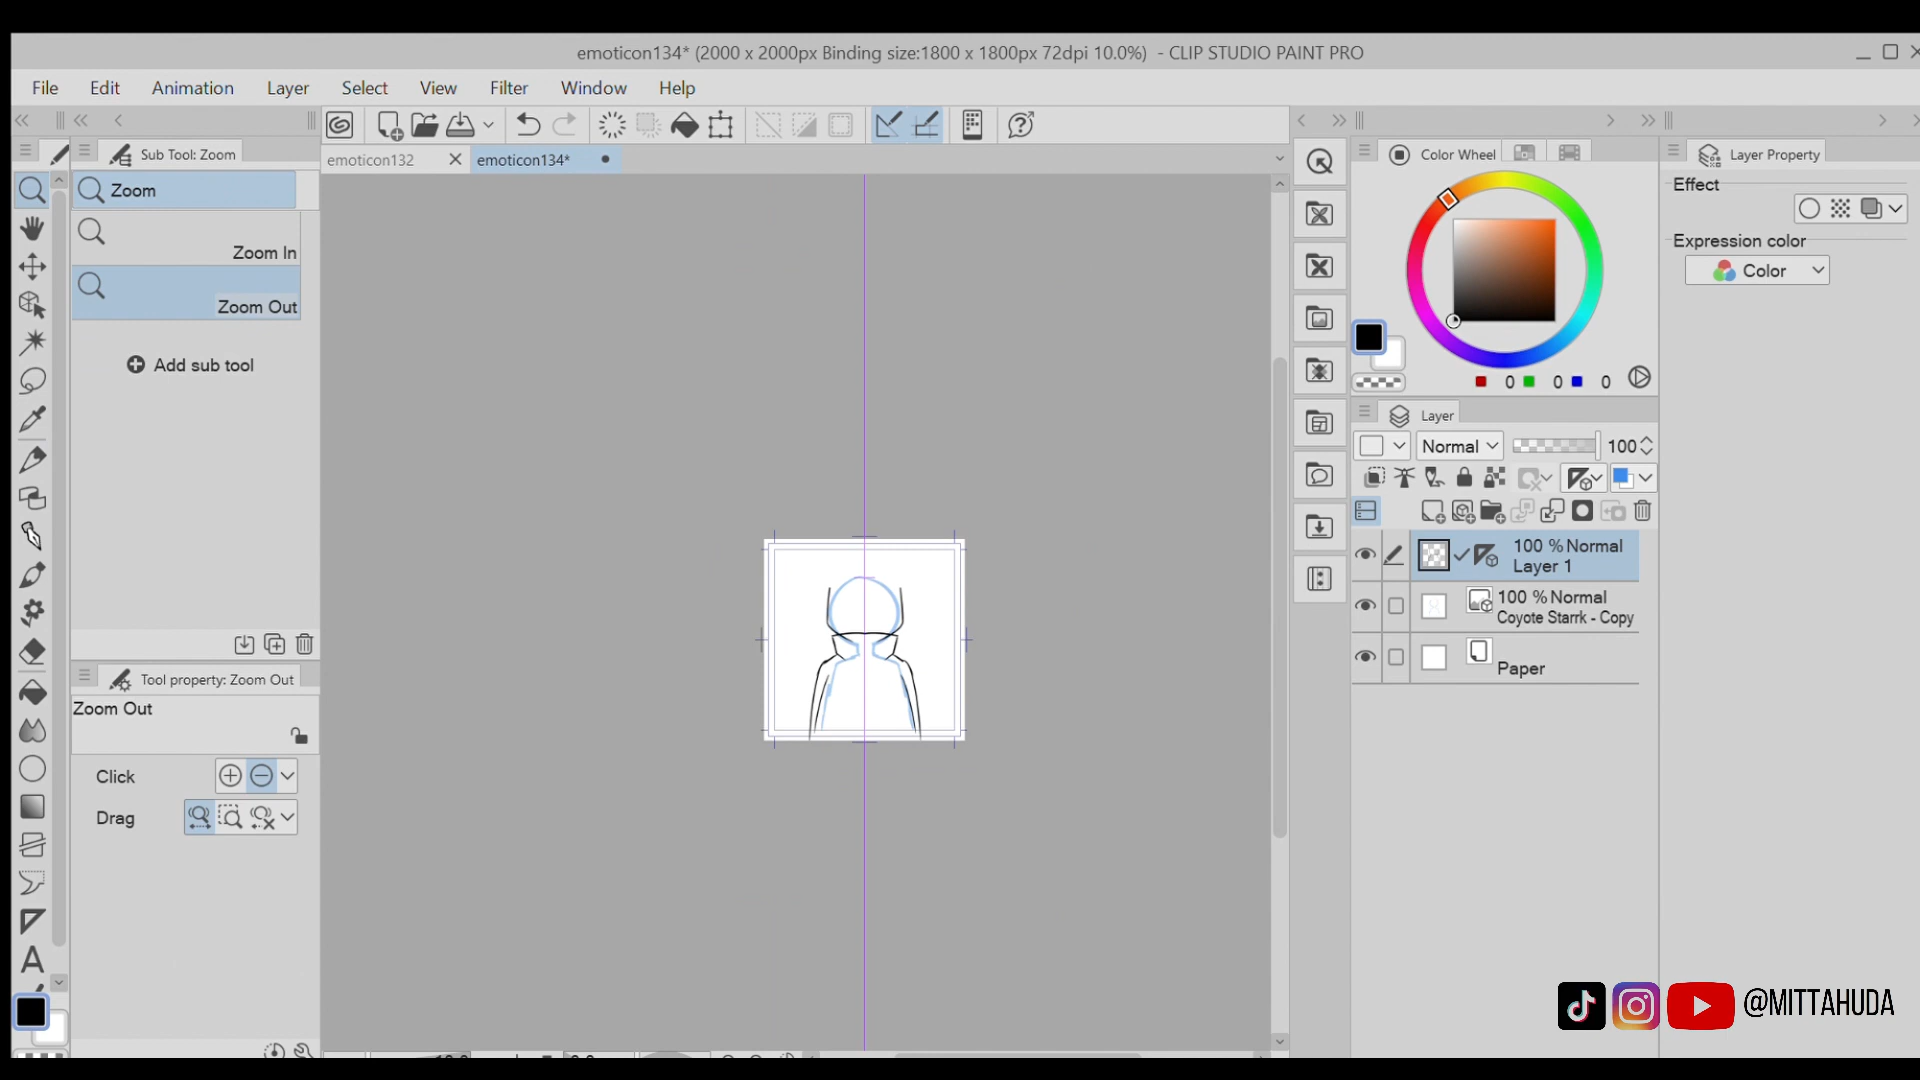 emoticon134* (2000 x 2000px Binding size:1800 x 1800px 72dpi 10.0%) - CLIP STUDIO PAINT PRO
File Edit Animation Layer Select View Filter Window Help
Sub Tool: Zoom
emoticon132
emoticon134*
Color Wheel
Layer Property
Zoom
Zoom In
Zoom Out
Add sub tool
Effect
Expression color
Color
0 0 0
Layer
Normal 100
100 % Normal
Layer 1
100 % Normal
Coyote Starrk - Copy
Paper
Tool property: Zoom Out
Zoom Out
Click
Drag
A
@MITTAHUDA